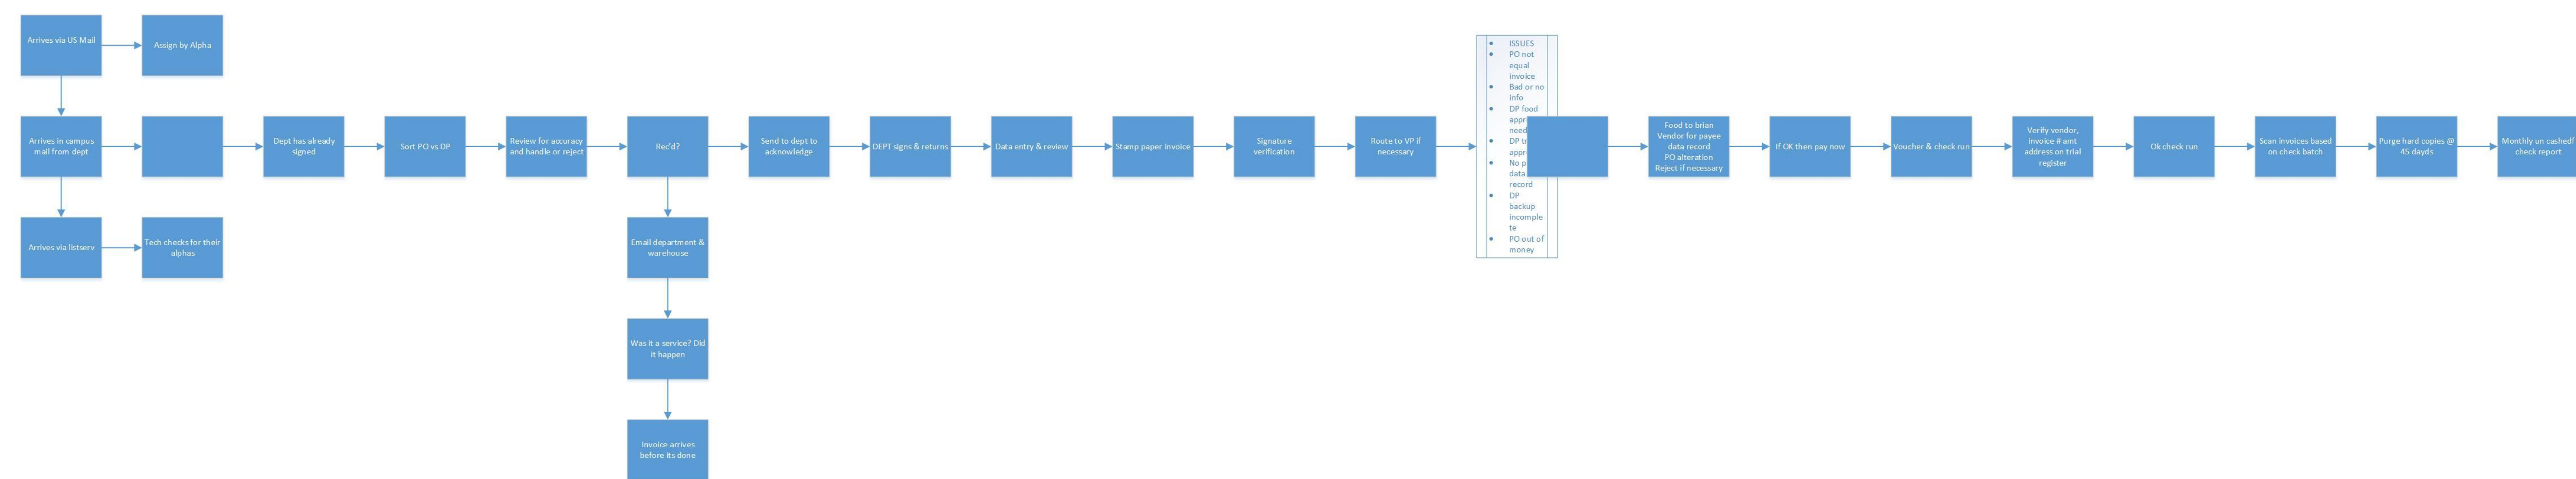 Arrives via US Mail
Assign by Alpha
Arrives in campus
mail from dept
Dept has already
signed
Sort PO vs DP
Review for accuracy
and handle or reject
Rec'd?
Send to dept to
acknowledge
DEPT signs & returns
Data entry & review
Stamp paper invoice
Signature
verification
Route to VP if
necessary
• ISSUES
• PO not
equal
invoice
• Bad or no
info
• DP food
need
• DP
• No
data
record
• DP
backup
incomple
te
• PO out of
money
Food to brian
Vendor for payee
data record
PO alteration
Reject if necessary
If OK then pay now
Voucher & check run
Verify vendor,
invoice # amt
address on trial
register
Ok check run
Scan invoices based
on check batch
Purge hard copies @
45 dayds
Monthly un cashedf
check report
Arrives via listserv
Tech checks for their
alphas
Email department &
warehouse
Was it a service? Did
it happen
Invoice arrives
before its done